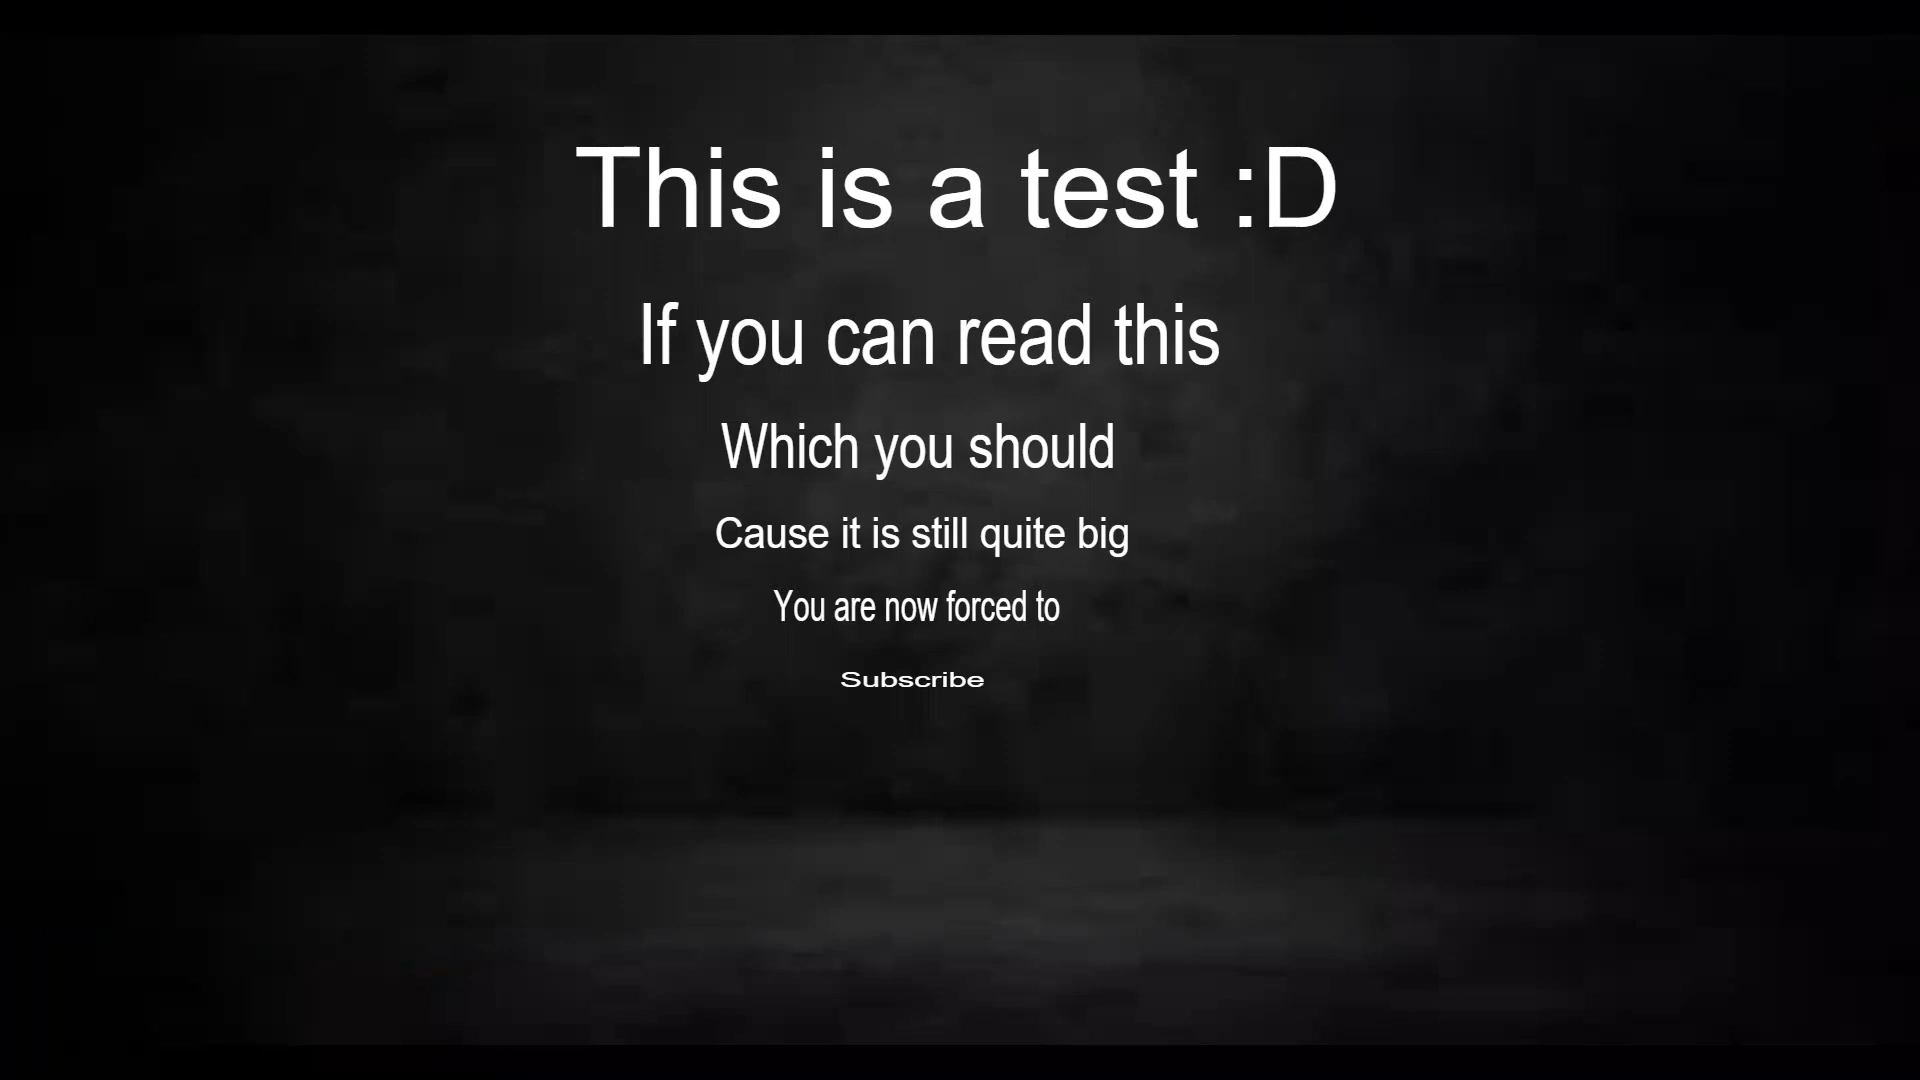 This is a test :D
If you can read this
Which you should
Cause it is still quite big
You are now forced to
Subscribe